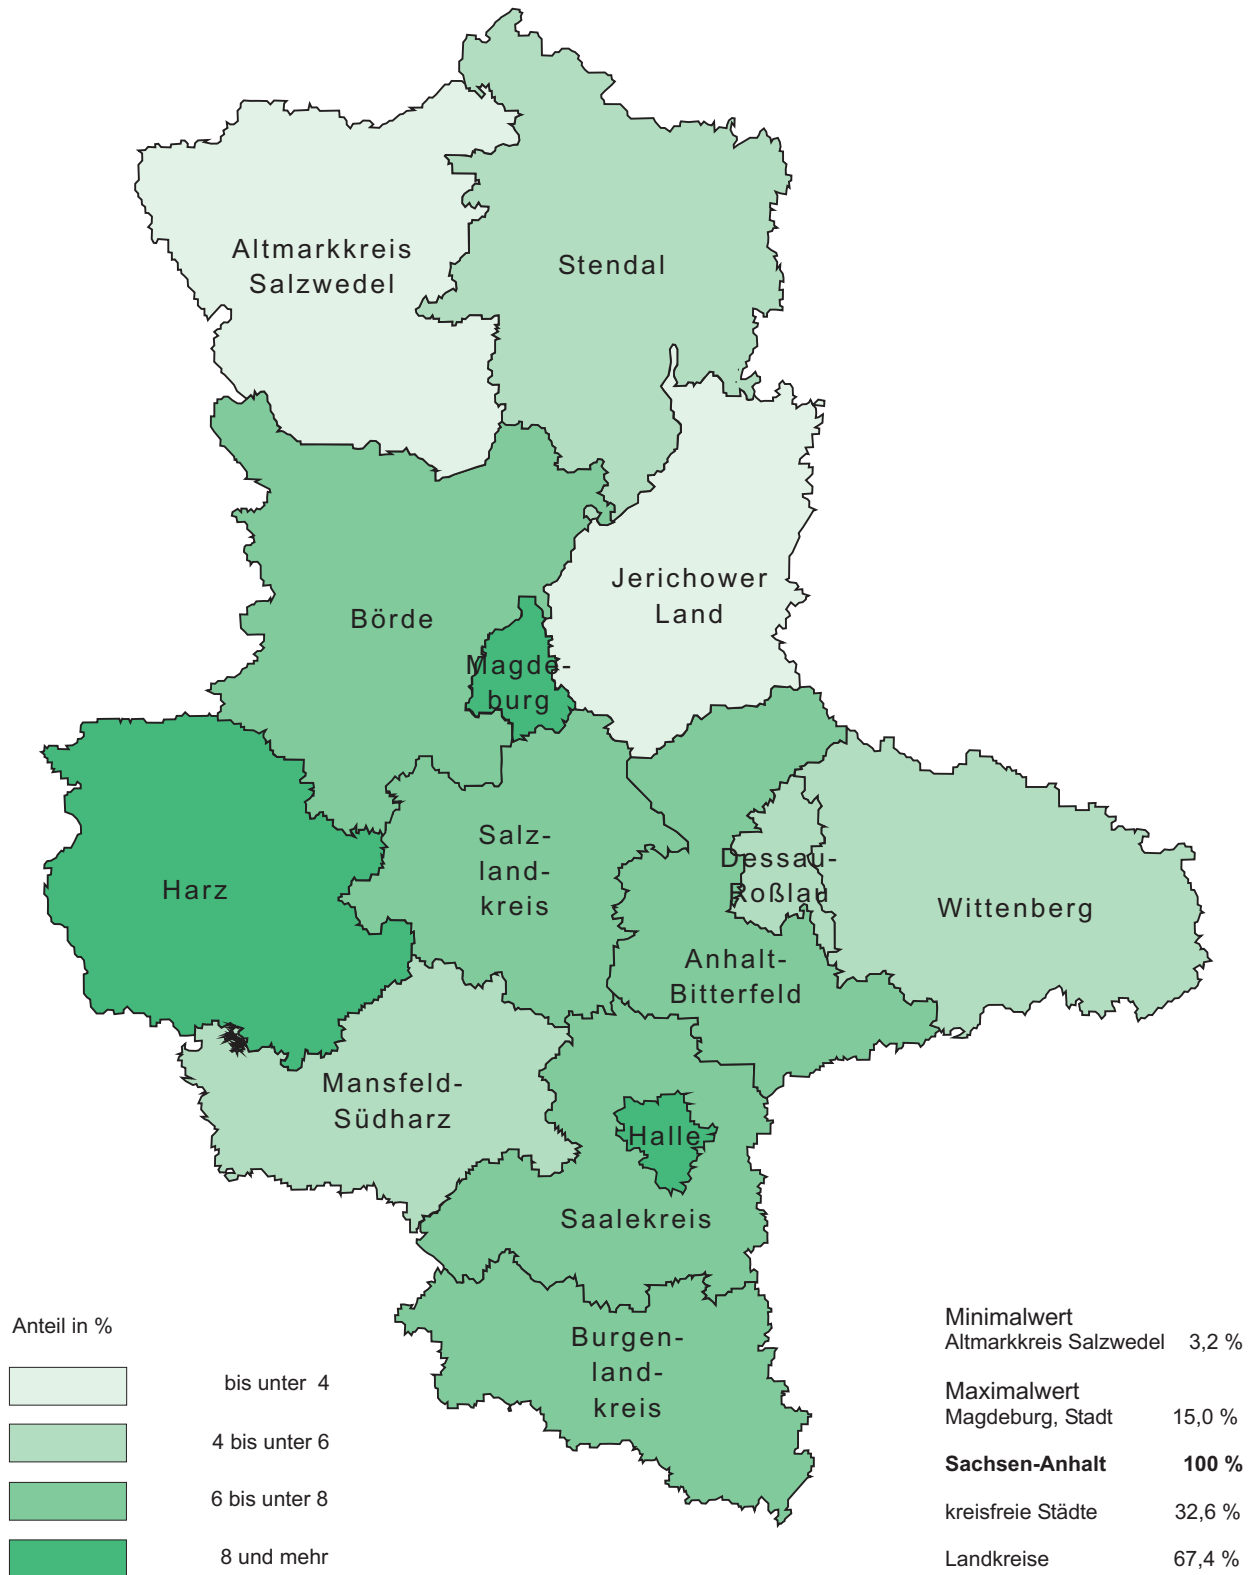 Altmarkkreis
Salzwedel
Stendal
Jerichower
Land
Börde
Magde-
burg
Salz-
land-
kreis
Harz
Dessau-
Roßlau
Wittenberg
Anhalt-
Bitterfeld
Mansfeld-
Südharz
Halle
Saalekreis
Burgen-
land-
kreis
Anteil in %
bis unter 4
4 bis unter 6
6 bis unter 8
8 und mehr
Minimalwert
Altmarkkreis Salzwedel 3,2 %
Maximalwert
Magdeburg, Stadt 15,0 %
Sachsen-Anhalt 100 %
kreisfreie Städte 32,6 %
Landkreise 67,4 %